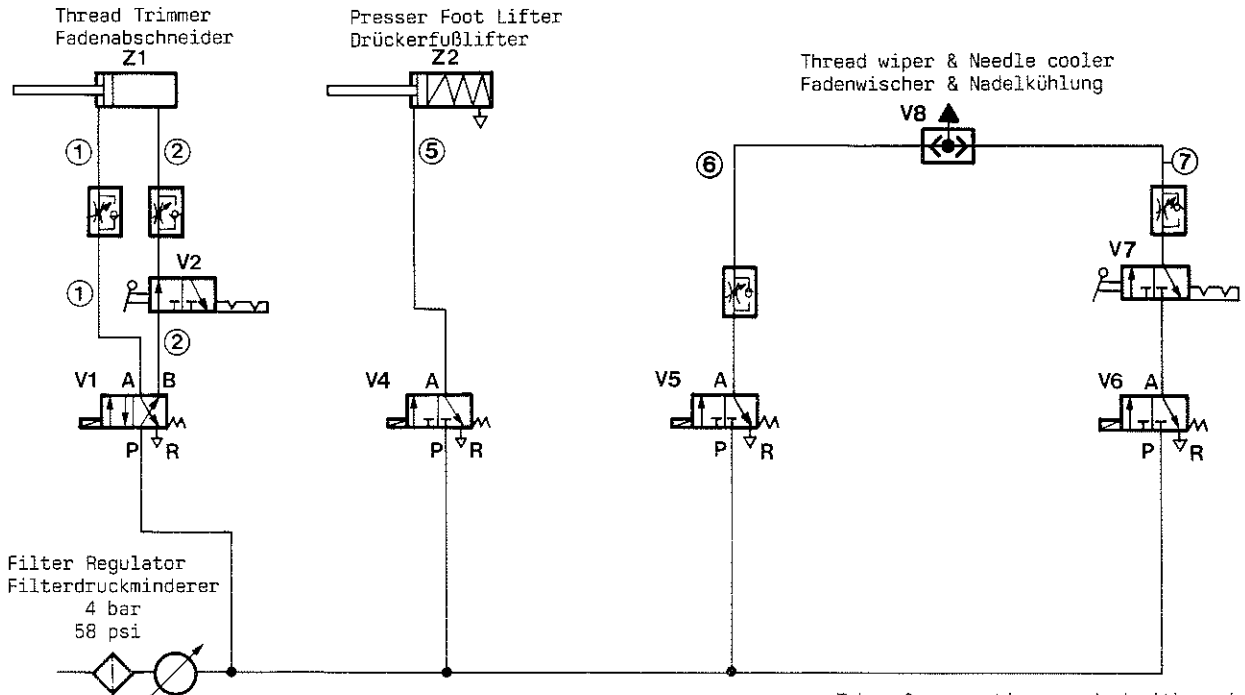 Thread Trimmer
Fadenabschneider
Z1
Presser Foot Lifter
Drückerfußlifter
Z2
Thread wiper & Needle cooler
Fadenwischer & Nadelkühlung
V8
1
2
5
6
7
V2
V7
1
2
V1 A B
V4 A
V5 A
V6 A
P R
P R
P R
P R
Filter Regulator
Filterdruckminderer
4 bar
58 psi